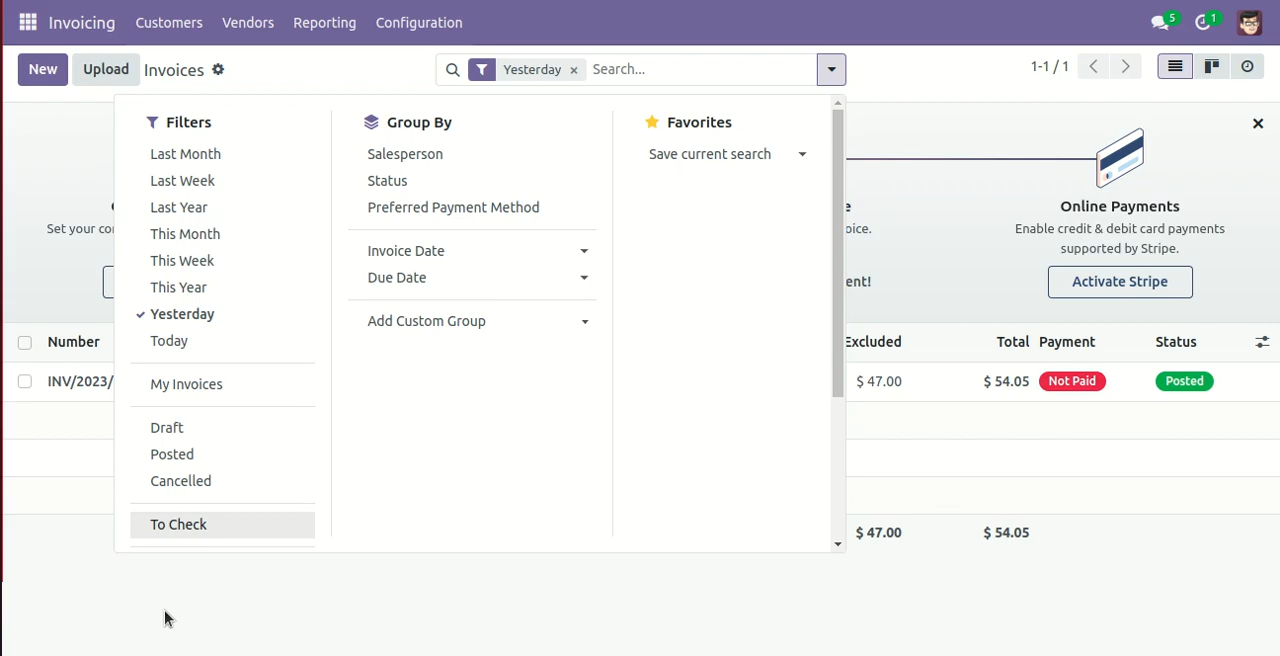 Invoicing Customers Vendors Reporting Configuration 5 1
New Upload Invoices Yesterday × Search... 1-1 / 1
Filters Group By Favorites
Last Month Salesperson Save current search
Last Week Status
Last Year Preferred Payment Method
This Month
This Week Invoice Date
This Year Due Date
Yesterday Add Custom Group
Today
My Invoices
Draft
Posted
Cancelled
To Check
Set your co
e
oice.
ent!
Online Payments
Enable credit & debit card payments
supported by Stripe.
Activate Stripe
Number Excluded Total Payment Status
INV/2023/ $ 47.00 $ 54.05 Not Paid Posted
$ 47.00 $ 54.05